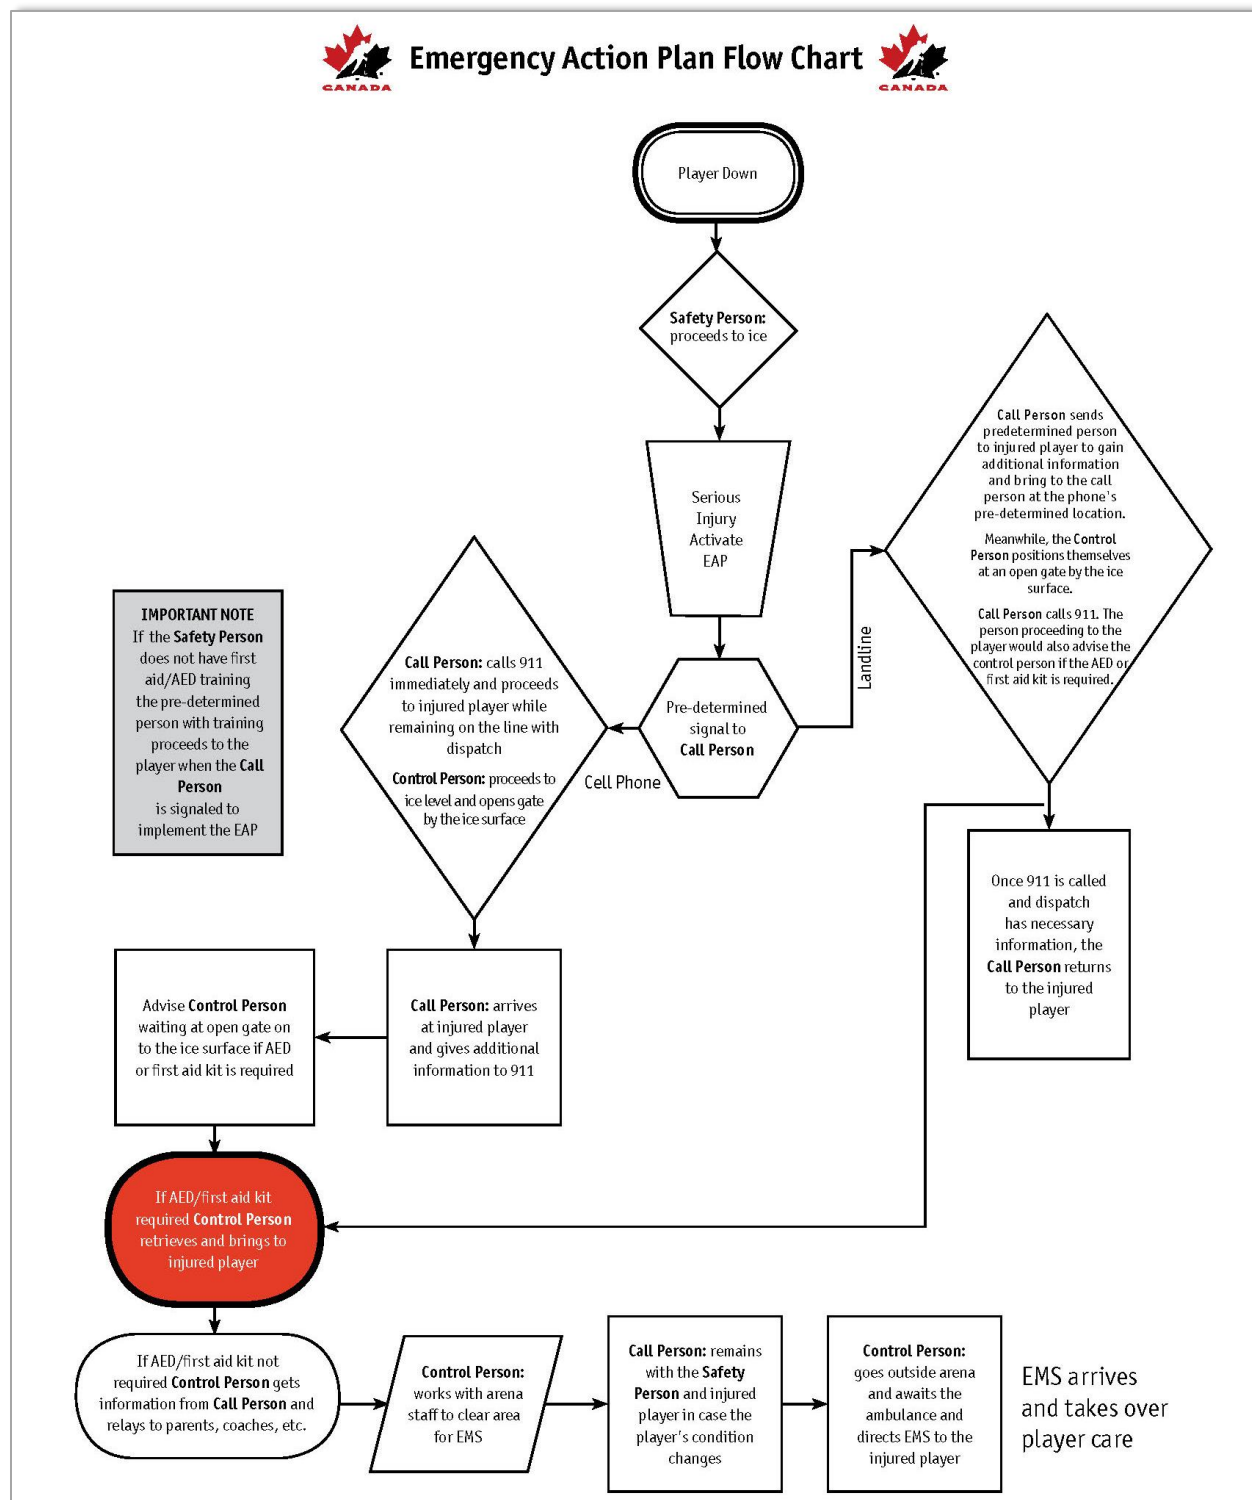 Emergency Action Plan Flow Chart
CANADA
CANADA
Player Down
Safety Person:
proceeds to ice
Serious
Injury
Activate
EAP
Pre-determined
signal to
Call Person
Cell Phone
Landline
Call Person sends
predetermined person
to injured player to gain
additional information
and bring to the call
person at the phone's
pre-determined location.
Meanwhile, the Control
Person positions themselves
at an open gate by the ice
surface.
Call Person calls 911. The
person proceeding to the
player would also advise the
control person if the AED or
first aid kit is required.
IMPORTANT NOTE
If the Safety Person
does not have first
aid/AED training
the pre-determined
person with training
proceeds to the
player when the Call
Person
is signaled to
implement the EAP
Call Person: calls 911
immediately and proceeds
to injured player while
remaining on the line with
dispatch
Control Person: proceeds to
ice level and opens gate
by the ice surface
Once 911 is called
and dispatch
has necessary
information, the
Call Person returns
to the injured
player
Call Person: arrives
at injured player
and gives additional
information to 911
Advise Control Person
waiting at open gate on
to the ice surface if AED
or first aid kit is required
If AED/first aid kit
required Control Person
retrieves and brings to
injured player
If AED/first aid kit not
required Control Person gets
information from Call Person and
relays to parents, coaches, etc.
Control Person:
works with arena
staff to clear area
for EMS
Call Person: remains
with the Safety
Person and injured
player in case the
player's condition
changes
Control Person:
goes outside arena
and awaits the
ambulance and
directs EMS to the
injured player
EMS arrives
and takes over
player care